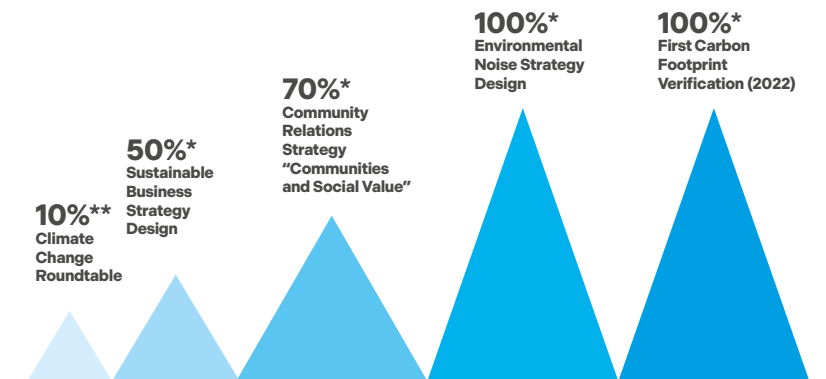 10%**
Climate
Change
Roundtable
50%*
Sustainable
Business
Strategy
Design
70%*
Community
Relations
Strategy
“Communities
and Social Value”
100%*
Environmental
Noise Strategy
Design
100%*
First Carbon
Footprint
Verification (2022)